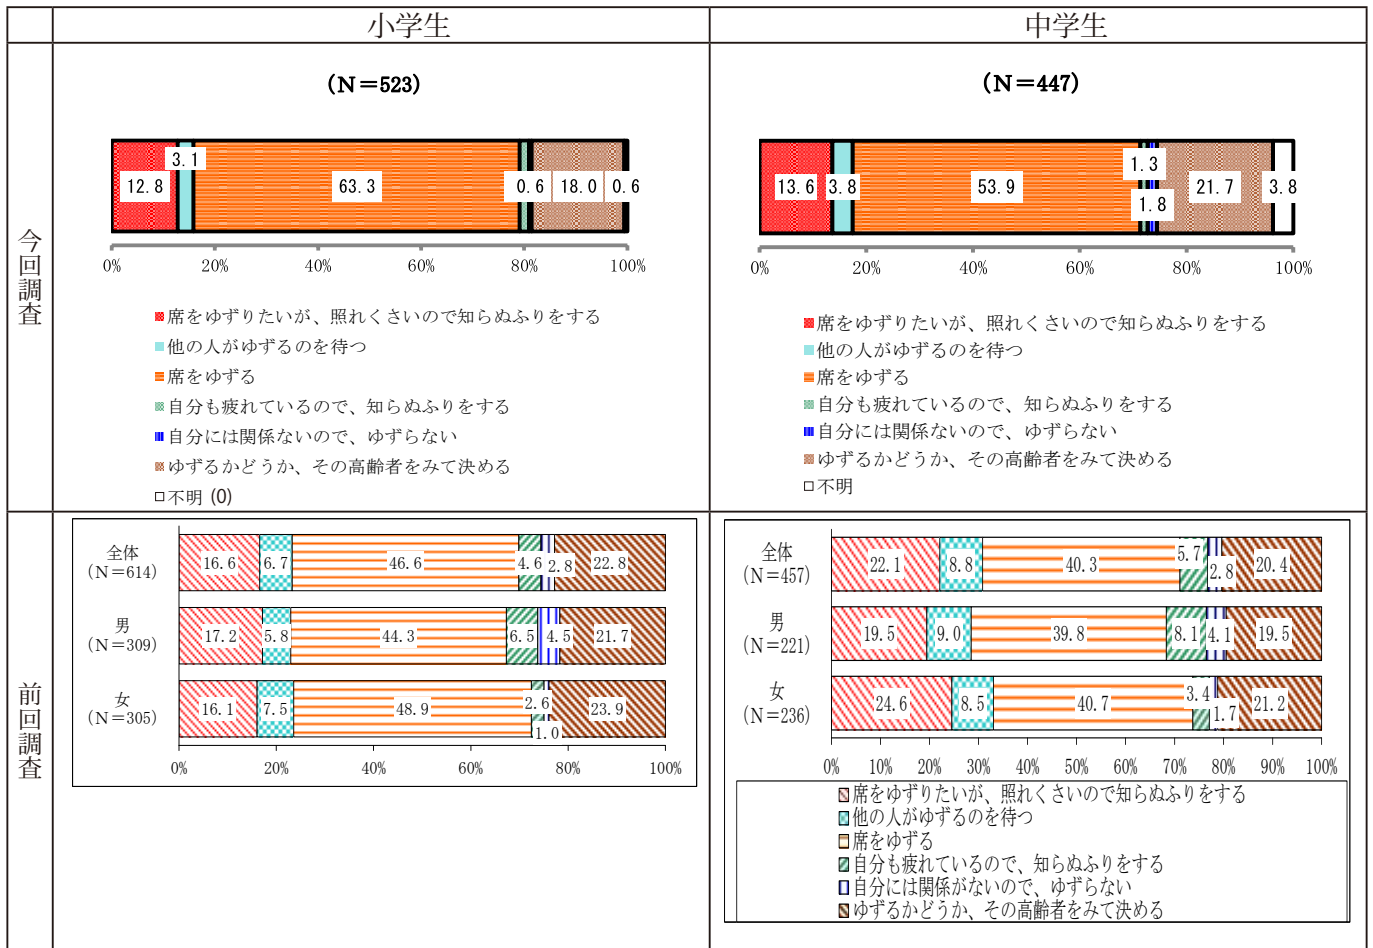 小学生
中学生
今回調査
(N=523)
12.8
3.1
63.3
0.6
18.0
0.6
0% 20% 40% 60% 80% 100%
席をゆずりたいが、照れくさいので知らぬふりをする
他の人がゆずるのを待つ
席をゆずる
自分も疲れているので、知らぬふりをする
自分には関係ないので、ゆずらない
ゆずるかどうか、その高齢者をみて決める
不明 (0)
(N=447)
13.6
3.8
53.9
1.3
1.8
21.7
3.8
0% 20% 40% 60% 80% 100%
席をゆずりたいが、照れくさいので知らぬふりをする
他の人がゆずるのを待つ
席をゆずる
自分も疲れているので、知らぬふりをする
自分には関係ないので、ゆずらない
ゆずるかどうか、その高齢者をみて決める
不明
前回調査
全体
(N=614)
16.6 6.7 46.6 4.6 2.8 22.8
男
(N=309)
17.2 5.8 44.3 6.5 4.5 21.7
女
(N=305)
16.1 7.5 48.9 2.6 1.0 23.9
0% 20% 40% 60% 80% 100%
全体
(N=457)
22.1 8.8 40.3 5.7 2.8 20.4
男
(N=221)
19.5 9.0 39.8 8.1 4.1 19.5
女
(N=236)
24.6 8.5 40.7 3.4 1.7 21.2
0% 10% 20% 30% 40% 50% 60% 70% 80% 90% 100%
席をゆずりたいが、照れくさいので知らぬふりをする
他の人がゆずるのを待つ
席をゆずる
自分も疲れているので、知らぬふりをする
自分には関係がないので、ゆずらない
ゆずるかどうか、その高齢者をみて決める